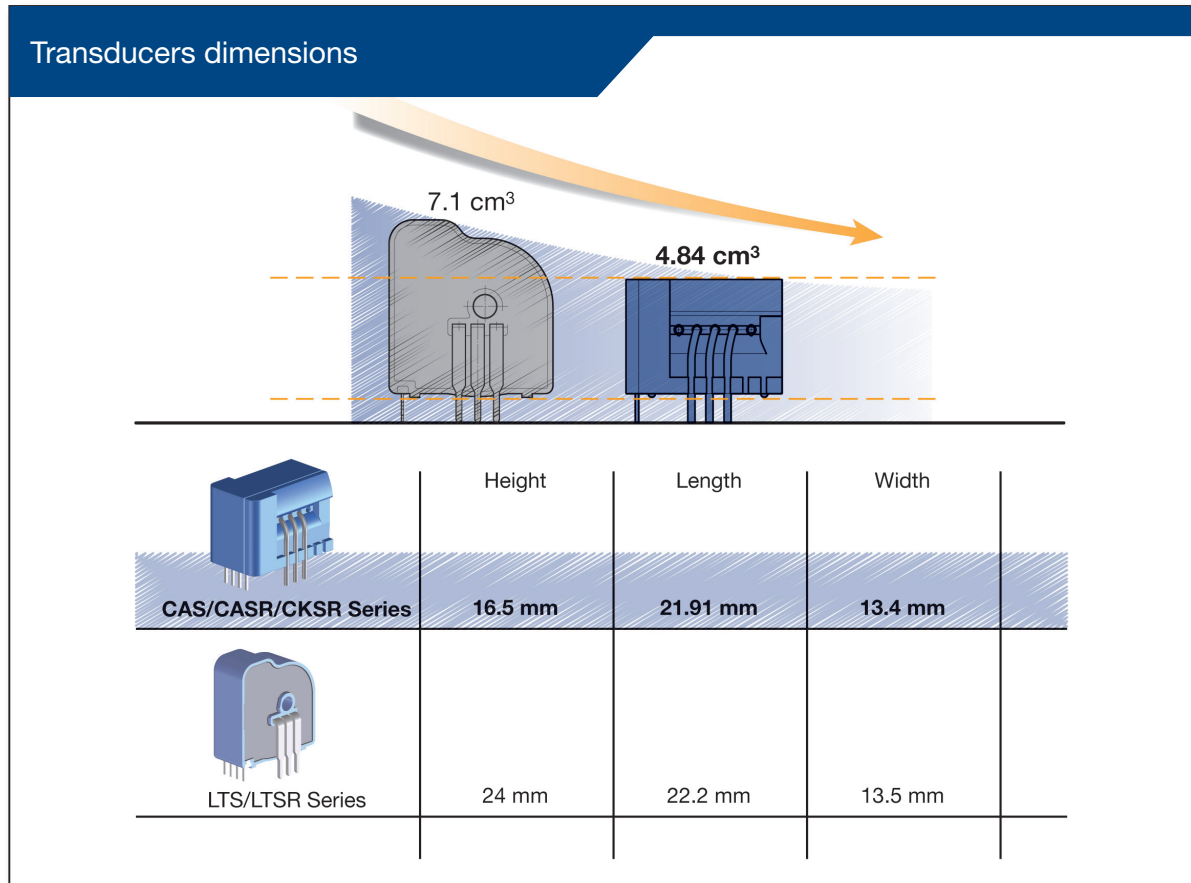 Transducers dimensions
7.1 cm³
4.84 cm³
Height Length Width
CAS/CASR/CKSR Series 16.5 mm 21.91 mm 13.4 mm
LTS/LTSR Series 24 mm 22.2 mm 13.5 mm